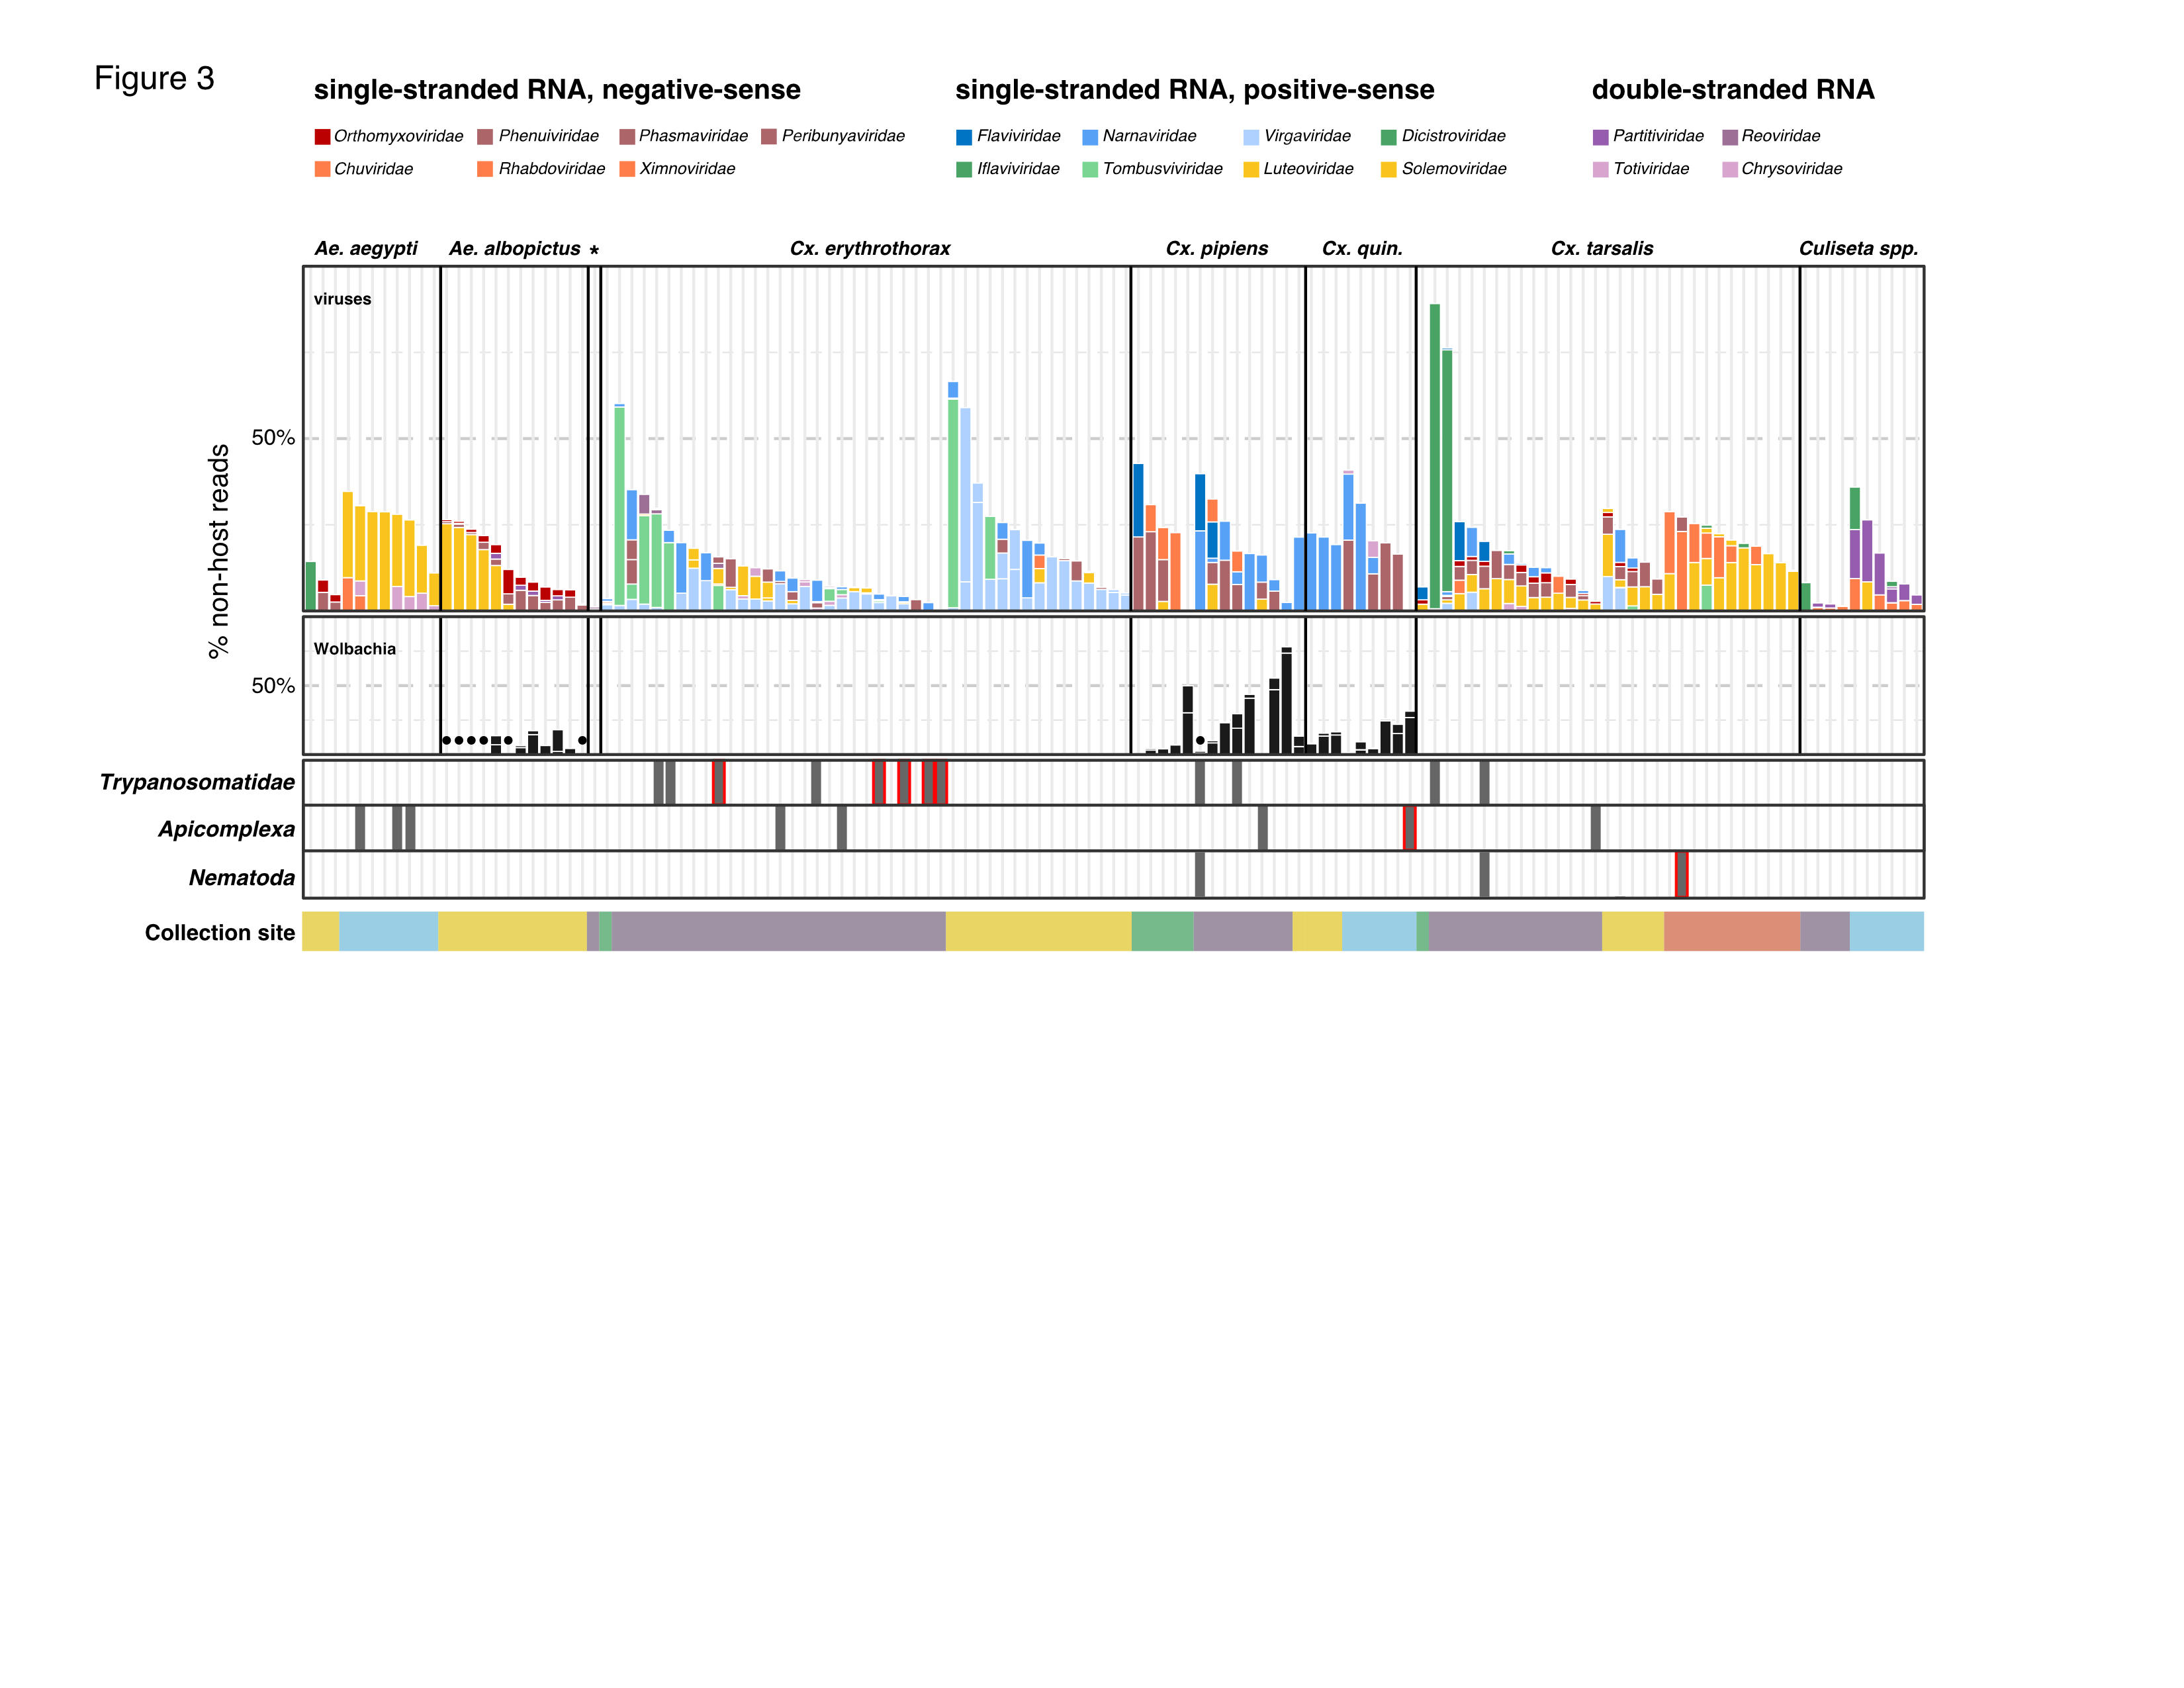 Figure 3
single-stranded RNA, negative-sense single-stranded RNA, positive-sense double-stranded RNA
Orthomyxoviridae Phenuiviridae Phasmaviridae Peribunyaviridae Flaviviridae Narnaviridae Virgaviridae Dicistroviridae Partitiviridae Reoviridae
Chuviridae Rhabdoviridae Ximnoviridae Iflaviviridae Tombusviviridae Luteoviridae Solemoviridae Totiviridae Chrysoviridae
Ae. aegypti Ae. albopictus * Cx. erythrothorax Cx. pipiens Cx. quin. Cx. tarsalis Culiseta spp.
viruses
50%
% non-host reads
Wolbachia
50%
Trypanosomatidae
Apicomplexa
Nematoda
Collection site